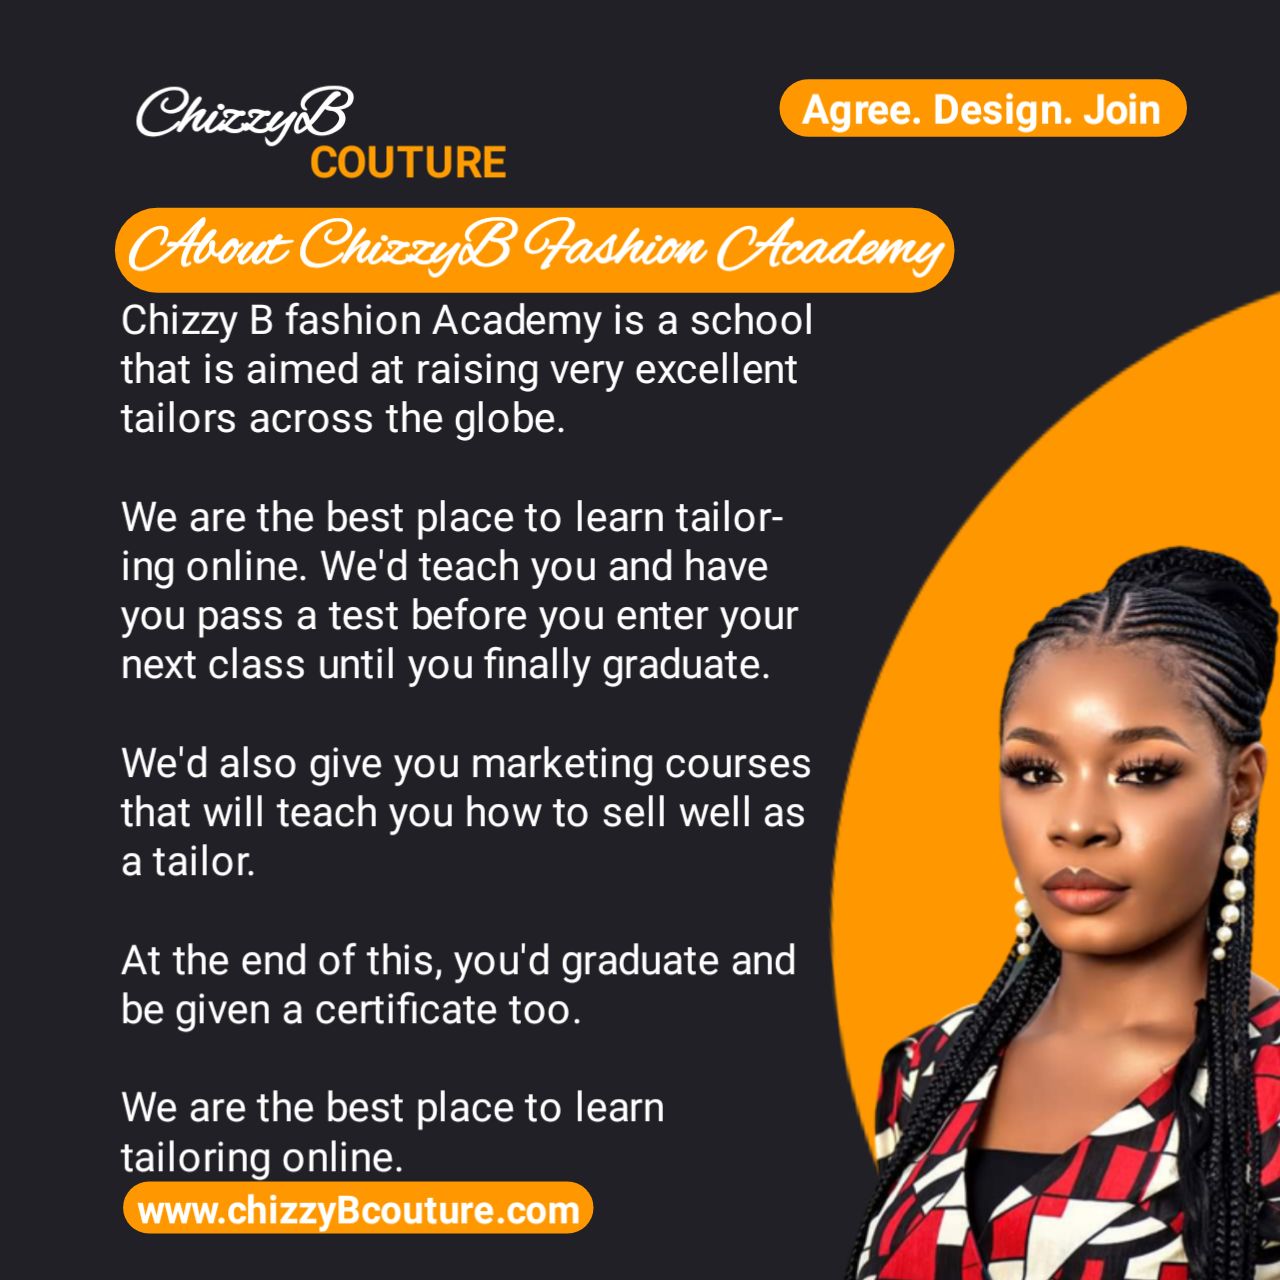 ChizzyB
COUTURE
Agree. Design. Join
About ChizzyB Fashion Academy
Chizzy B fashion Academy is a school
that is aimed at raising very excellent
tailors across the globe.
We are the best place to learn tailor-
ing online. We'd teach you and have
you pass a test before you enter your
next class until you finally graduate.
We'd also give you marketing courses
that will teach you how to sell well as
a tailor.
At the end of this, you'd graduate and
be given a certificate too.
We are the best place to learn
tailoring online.
www.chizzyBcouture.com